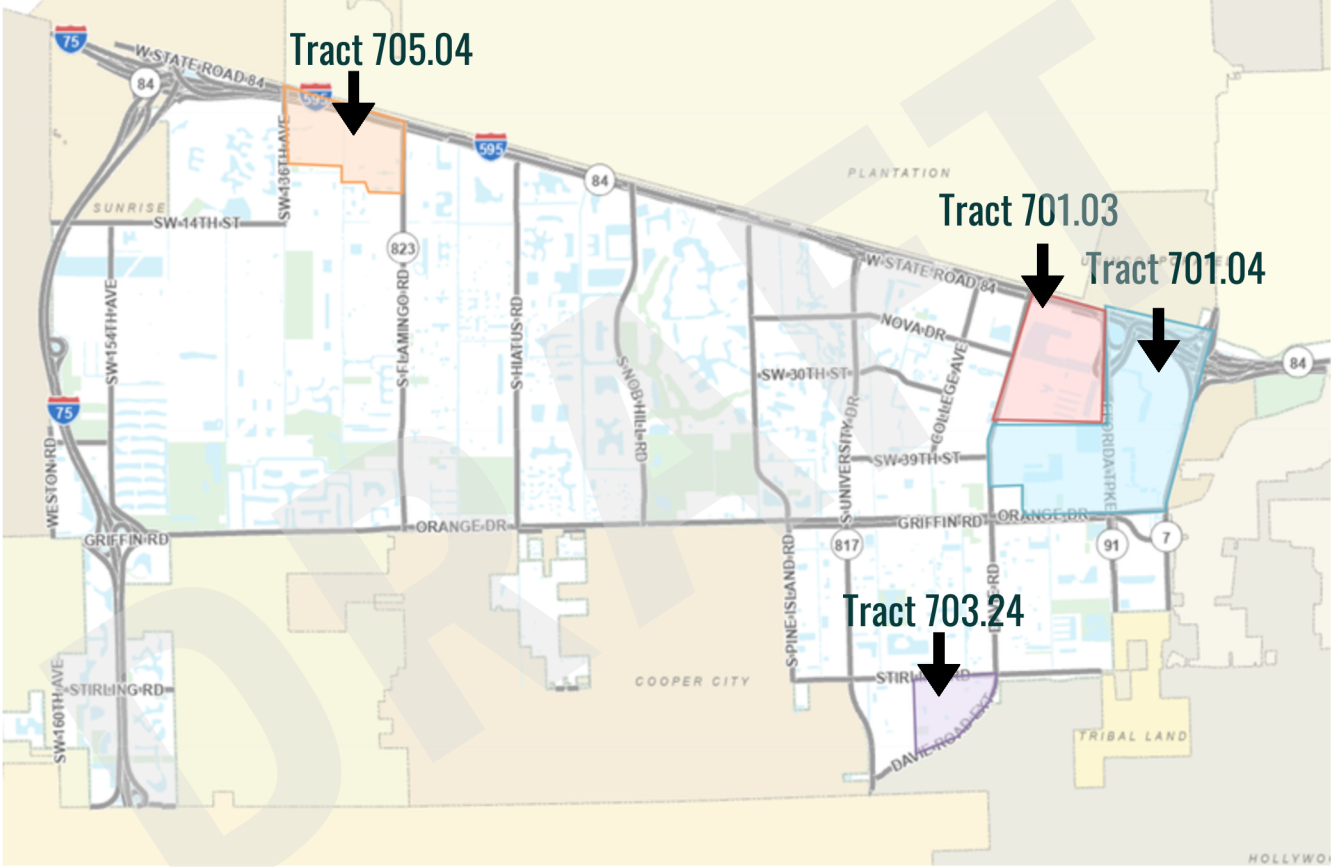 75
Tract 705.04
W STATE ROAD 84
84
595
SW 136TH AVE
595
84
PLANTATION
SUNRISE
SW 14TH ST
Tract 701.03
823
Tract 701.04
W STATE ROAD 84
SW 154TH AVE
S FLAMINGO RD
S HIATUS RD
S NOB HILL RD
NOVA DR
SW 30TH ST
COLLEGE AVE
84
75
WESTON RD
S UNIVERSITY DR
SW 39TH ST
FLORIDA TPKE
GRIFFIN RD
ORANGE DR
GRIFFIN RD
ORANGE DR
817
91
7
S PINE ISLAND RD
Tract 703.24
SW 160TH AVE
STIRLING RD
COOPER CITY
DAVIE ROAD EXT
TRIBAL LAND
DRAFT